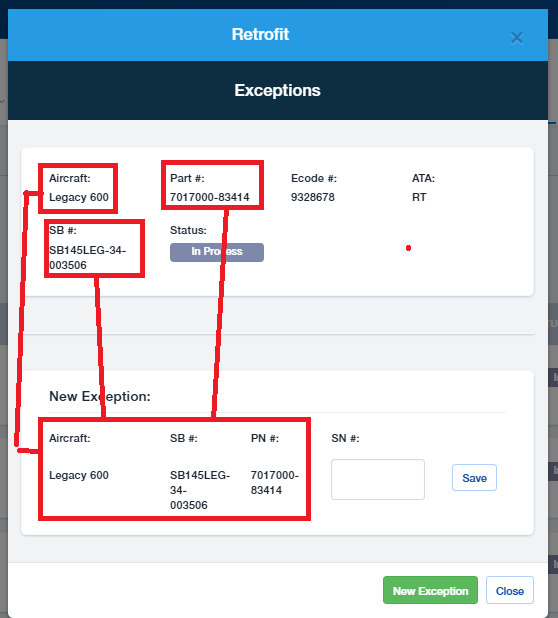 Retrofit
Exceptions
Aircraft: Part #: Ecode #: ATA:
Legacy 600 7017000-83414 9328678 RT
SB #: Status:
SB145LEG-34-
003506
In Process
New Exception:
Aircraft: SB #: PN #: SN #:
Legacy 600 SB145LEG- 7017000-
34- 83414
003506
Save
New Exception Close